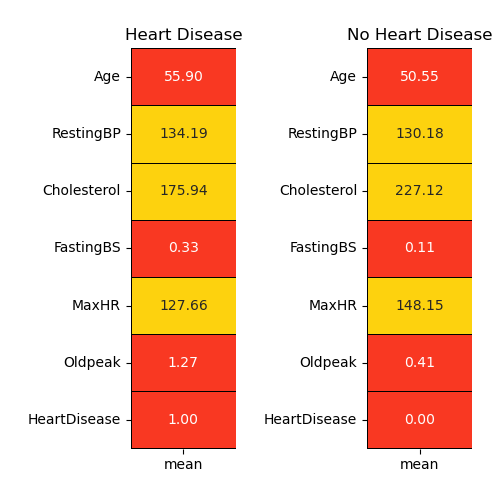 Heart Disease No Heart Disease
Age 55.90 Age 50.55
RestingBP 134.19 RestingBP 130.18
Cholesterol 175.94 Cholesterol 227.12
FastingBS 0.33 FastingBS 0.11
MaxHR 127.66 MaxHR 148.15
Oldpeak 1.27 Oldpeak 0.41
HeartDisease 1.00 HeartDisease 0.00
mean mean